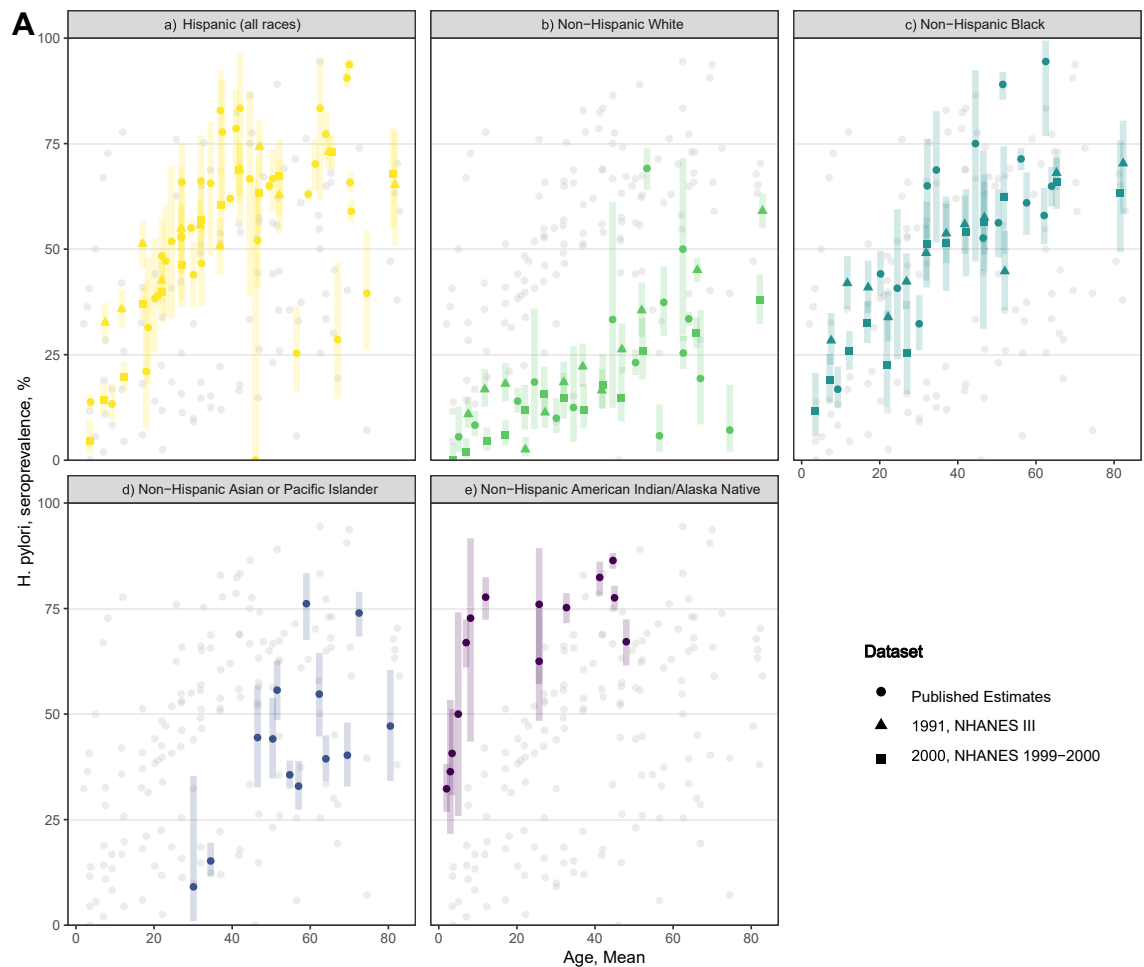 A
a) Hispanic (all races)
b) Non−Hispanic White
c) Non−Hispanic Black
100
75
50
25
0
0 20 40 60 80
d) Non−Hispanic Asian or Pacific Islander
e) Non−Hispanic American Indian/Alaska Native
H. pylori, seroprevalence, %
100
75
50
25
0
0 20 40 60 80
0 20 40 60 80
Age, Mean
Dataset
Published Estimates
1991, NHANES III
2000, NHANES 1999−2000